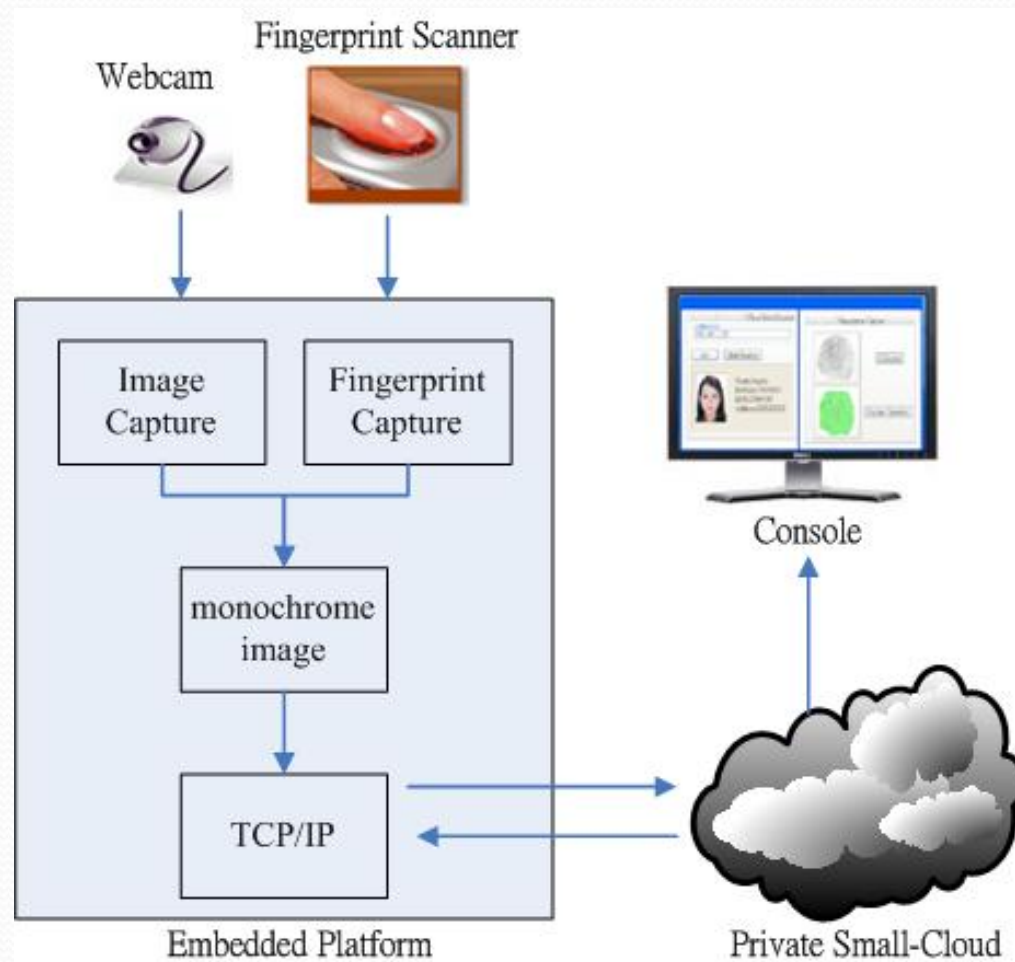 Fingerprint Scanner
Webcam
Image
Capture
Fingerprint
Capture
monochrome
image
TCP/IP
Embedded Platform
Console
Private Small-Cloud